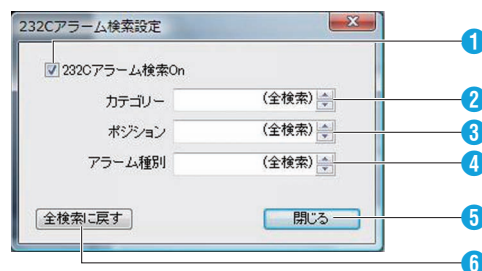 232Cアラーム検索設定
1
232Cアラーム検索On
カテゴリー (全検索) 2
ポジション (全検索) 3
アラーム種別 (全検索) 4
全検索に戻す 閉じる 5
6